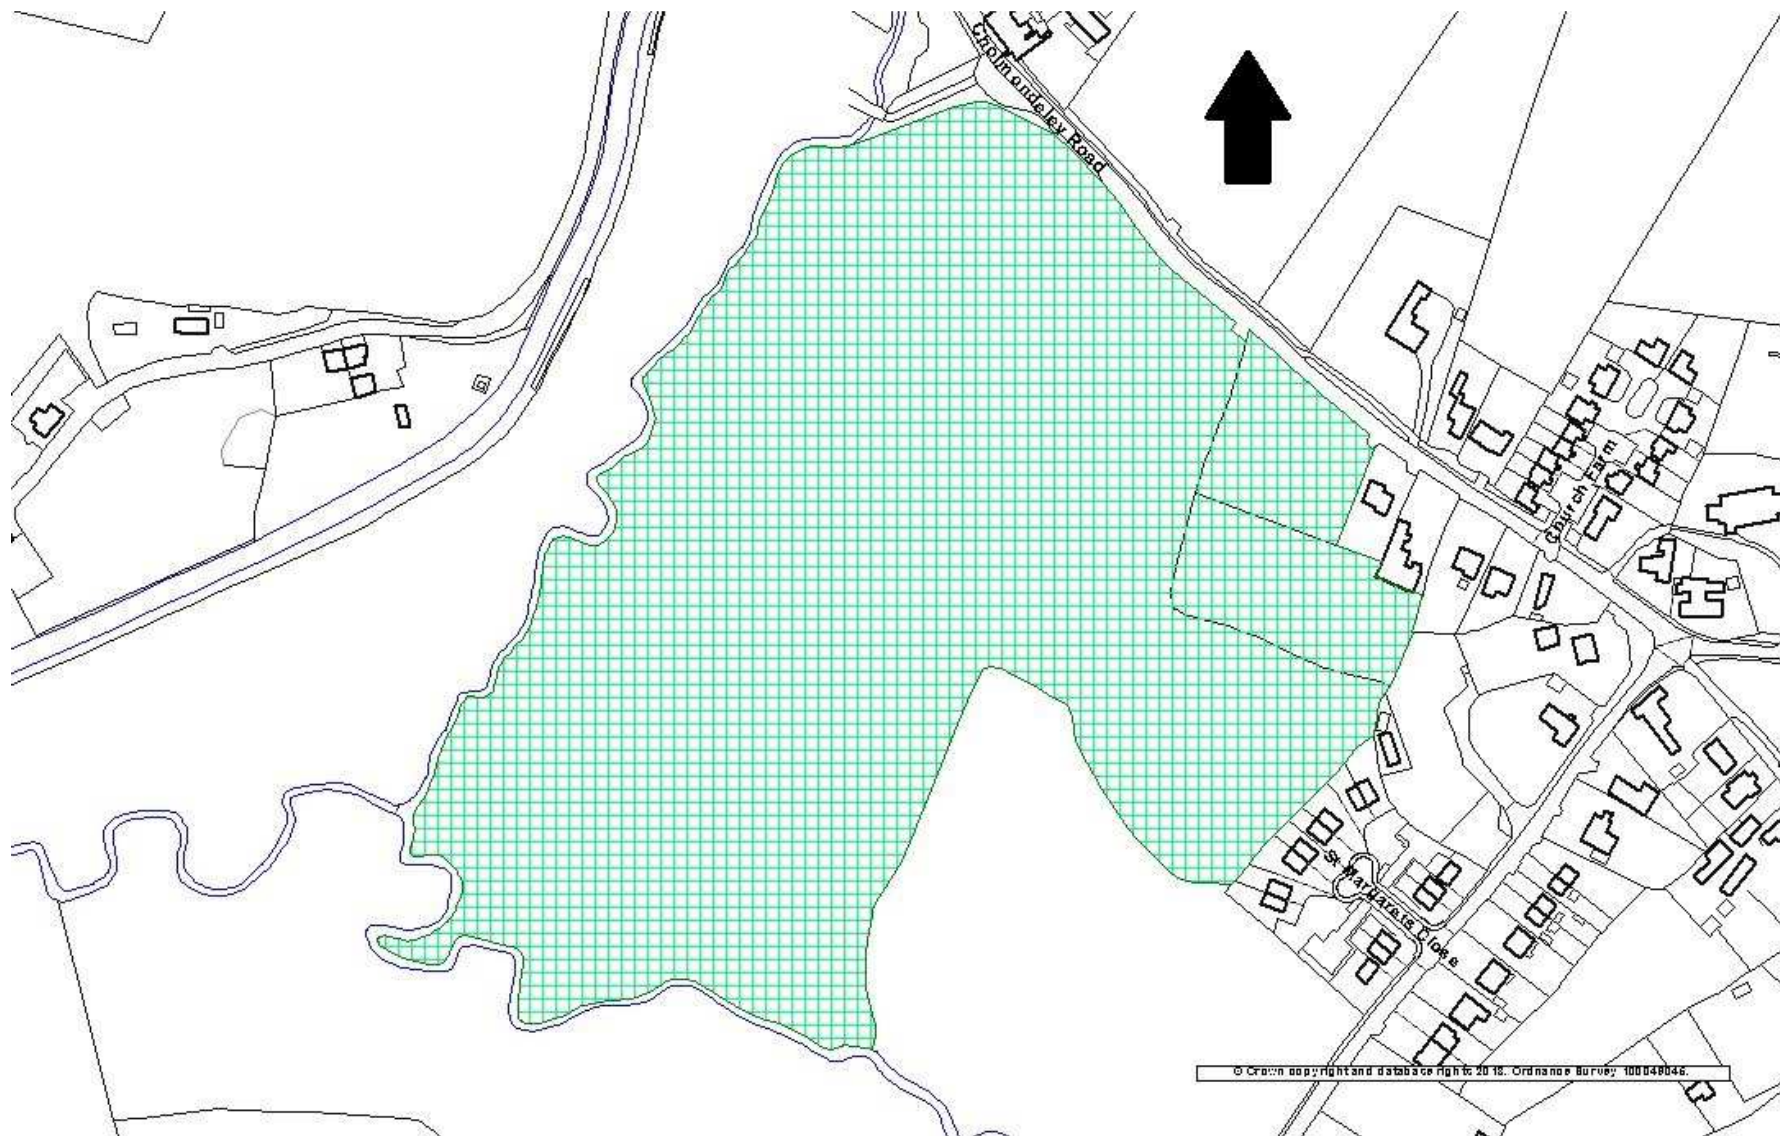 Cholmondeley Road
Church Farm
St Margarets Close
© Crown copyright and database rights 2018. Ordnance Survey 100049046.